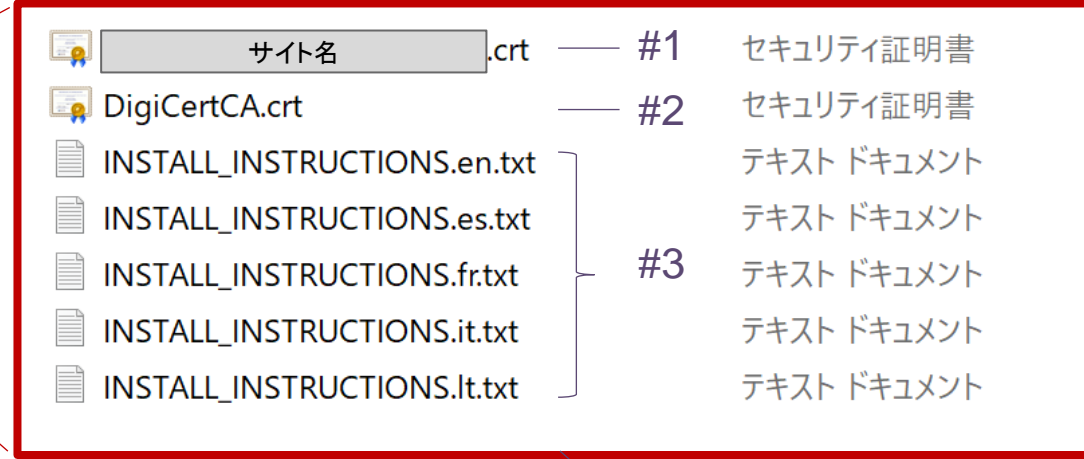 サイト名 .crt #1 セキュリティ証明書
DigiCertCA.crt #2 セキュリティ証明書
INSTALL_INSTRUCTIONS.en.txt テキスト ドキュメント
INSTALL_INSTRUCTIONS.es.txt テキスト ドキュメント
INSTALL_INSTRUCTIONS.fr.txt #3 テキスト ドキュメント
INSTALL_INSTRUCTIONS.it.txt テキスト ドキュメント
INSTALL_INSTRUCTIONS.lt.txt テキスト ドキュメント